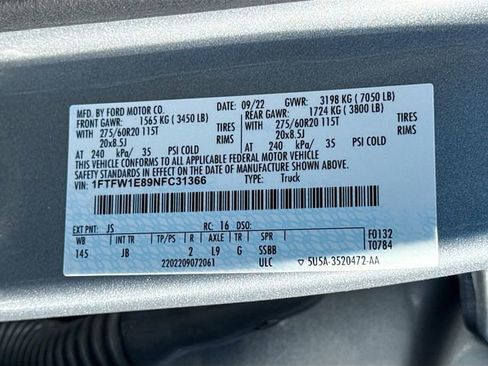 MFD. BY FORD MOTOR CO. DATE: 09/22 GVWR: 3198 KG ( 7050 LB)
FRONT GAWR: 1565 KG ( 3450 LB) REAR GAWR: 1724 KG ( 3800 LB)
WITH WITH
275/60R20 115T TIRES 275/60R20 115T TIRES
20x8.5J RIMS 20x8.5J RIMS
AT 240 kPa/ 35 PSI COLD AT 240 kPa/ 35 PSI COLD
THIS VEHICLE CONFORMS TO ALL APPLICABLE FEDERAL MOTOR VEHICLE
SAFETY STANDARDS IN EFFECT ON THE DATE OF MANUFACTURE SHOWN ABOVE.
VIN: 1FTFW1E89NFC31366 TYPE: Truck
EXT PNT: JS RC: 16 DSO: F0132
WB INT TR TP/PS R AXLE TR SPR T0784
145 JB 2 L9 G SSBB
2202209072061 ULC ▽ 5U5A-3520472-AA